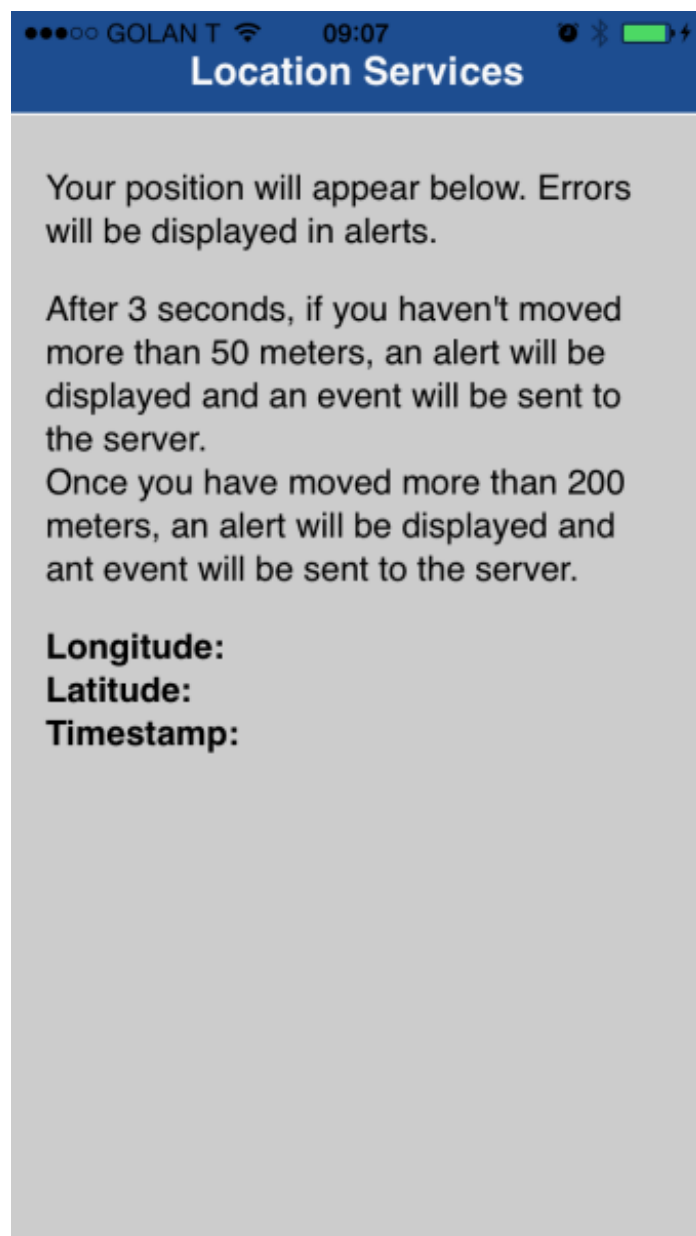 GOLAN T 09:07
Location Services
Your position will appear below. Errors
will be displayed in alerts.
After 3 seconds, if you haven't moved
more than 50 meters, an alert will be
displayed and an event will be sent to
the server.
Once you have moved more than 200
meters, an alert will be displayed and
ant event will be sent to the server.
Longitude:
Latitude:
Timestamp: